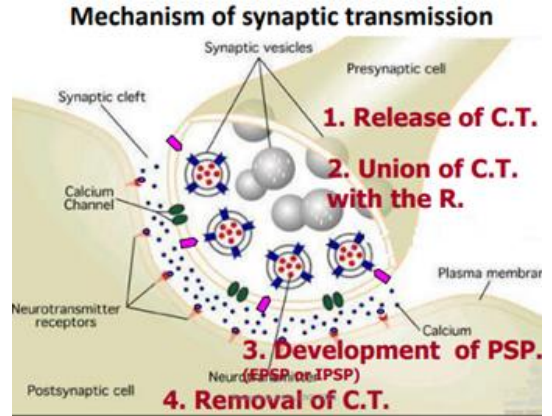 Mechanism of synaptic transmission
Synaptic vesicles
Presynaptic cell
Synaptic cleft
1. Release of C.T.
2. Union of C.T.
with the R.
Calcium
Channel
Plasma membran
Neurotransmitter
receptors
Calcium
3. Development of PSP.
(EPSP or IPSP)
Neurotransmitter
Postsynaptic cell
4. Removal of C.T.